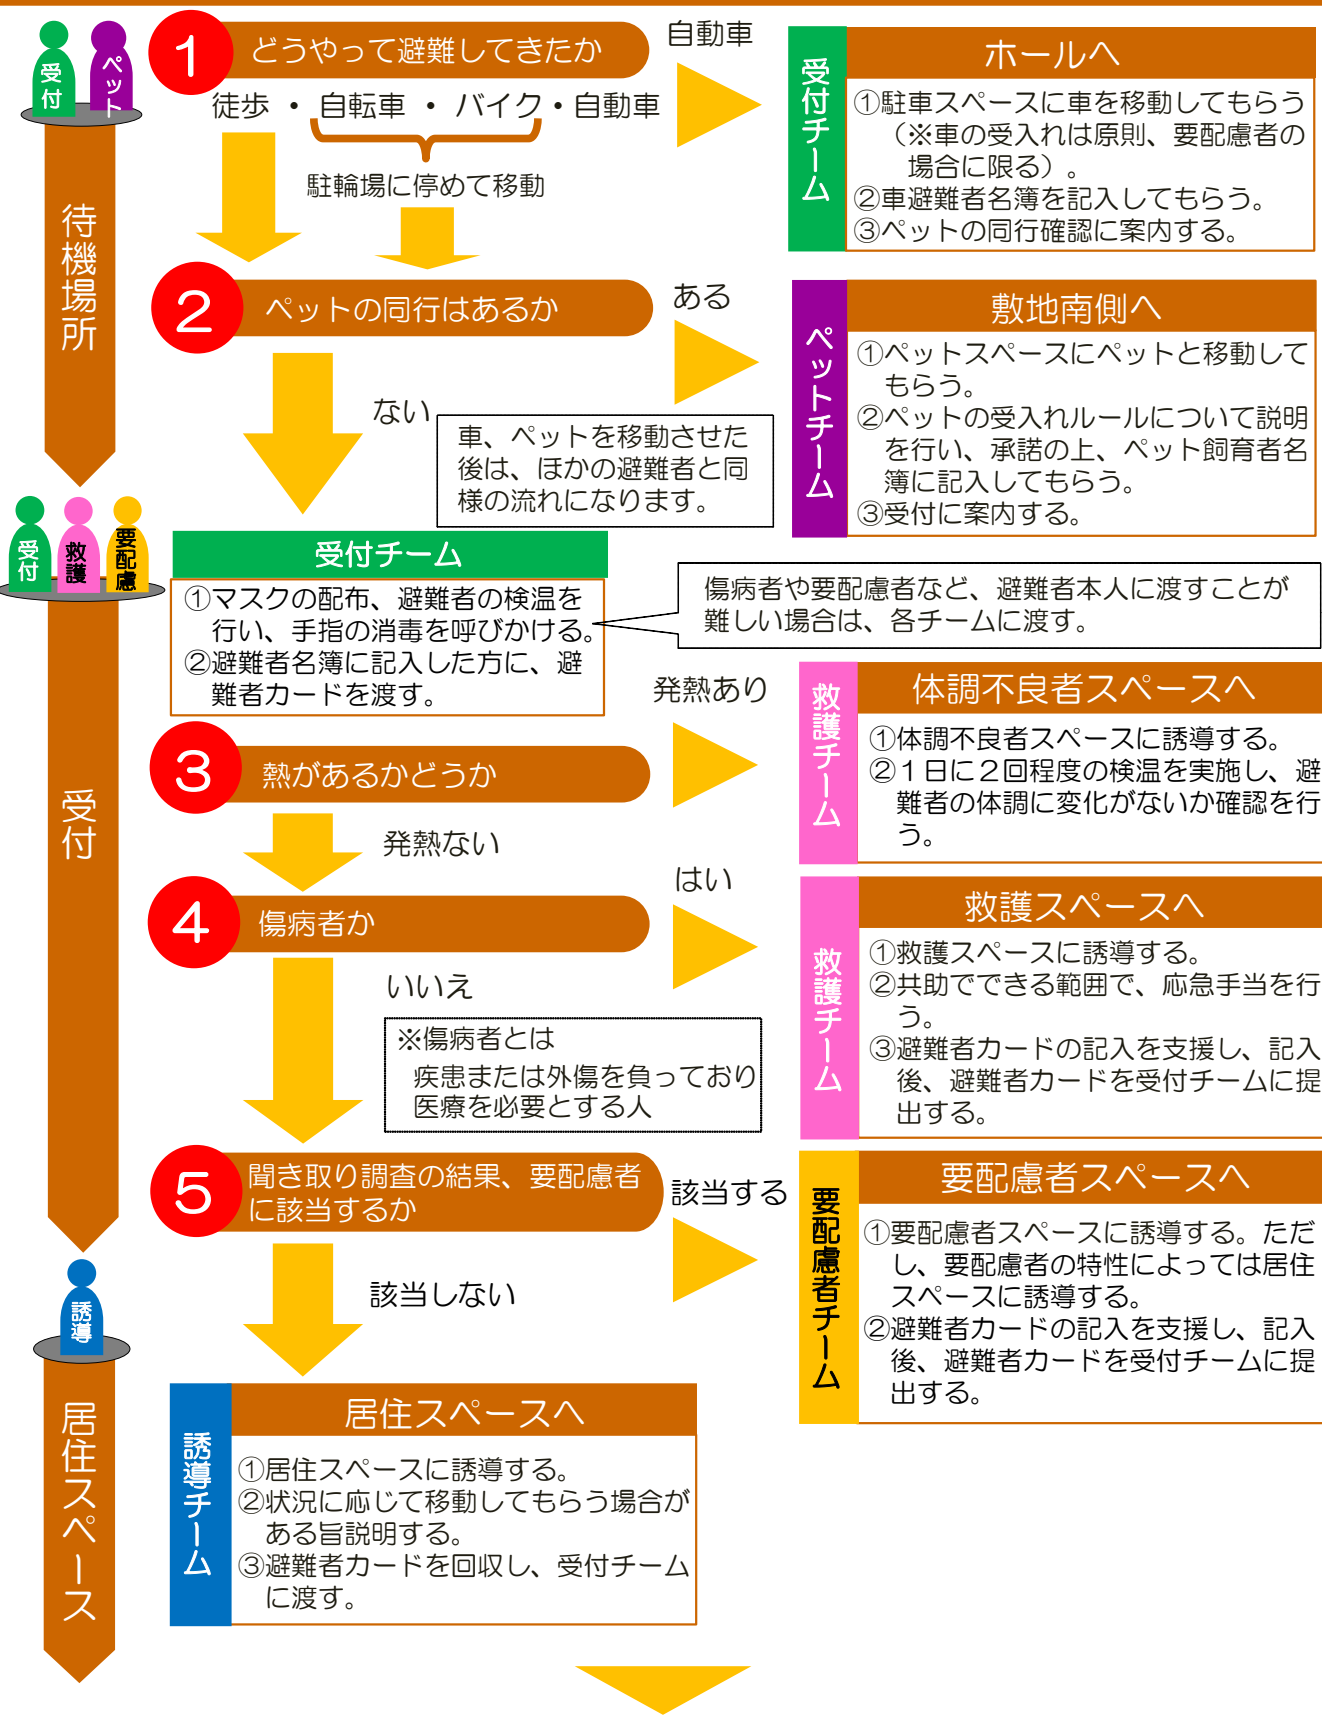 受付
ペット
待機場所
1
どうやって避難してきたか
自動車
徒歩 ・ 自転車 ・ バイク・自動車
駐輪場に停めて移動
受付チーム
ホールへ
①駐車スペースに車を移動してもらう
（※車の受入れは原則、要配慮者の
場合に限る）。
②車避難者名簿を記入してもらう。
③ペットの同行確認に案内する。
2
ペットの同行はあるか
ある
ない
車、ペットを移動させた
後は、ほかの避難者と同
様の流れになります。
ペットチーム
敷地南側へ
①ペットスペースにペットと移動して
もらう。
②ペットの受入れルールについて説明
を行い、承諾の上、ペット飼育者名
簿に記入してもらう。
③受付に案内する。
受付
救護
要配慮
受付
受付チーム
①マスクの配布、避難者の検温を
行い、手指の消毒を呼びかける。
②避難者名簿に記入した方に、避
難者カードを渡す。
傷病者や要配慮者など、避難者本人に渡すことが
難しい場合は、各チームに渡す。
3
熱があるかどうか
発熱あり
発熱ない
救護チーム
体調不良者スペースへ
①体調不良者スペースに誘導する。
②１日に２回程度の検温を実施し、避
難者の体調に変化がないか確認を行
う。
4
傷病者か
はい
いいえ
※傷病者とは
疾患または外傷を負っており
医療を必要とする人
救護チーム
救護スペースへ
①救護スペースに誘導する。
②共助でできる範囲で、応急手当を行
う。
③避難者カードの記入を支援し、記入
後、避難者カードを受付チームに提
出する。
5
聞き取り調査の結果、要配慮者
に該当するか
該当する
該当しない
要配慮者チーム
要配慮者スペースへ
①要配慮者スペースに誘導する。ただ
し、要配慮者の特性によっては居住
スペースに誘導する。
②避難者カードの記入を支援し、記入
後、避難者カードを受付チームに提
出する。
誘導
居住スペース
誘導チーム
居住スペースへ
①居住スペースに誘導する。
②状況に応じて移動してもらう場合が
ある旨説明する。
③避難者カードを回収し、受付チーム
に渡す。